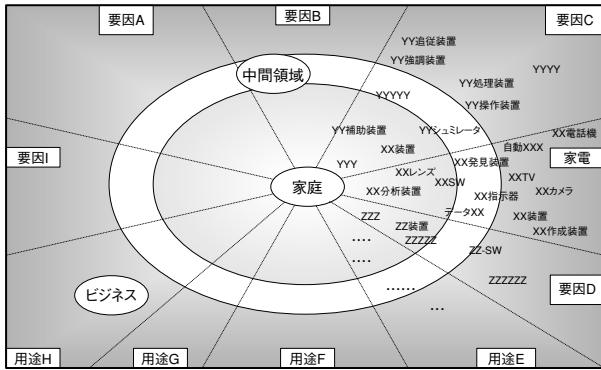 要因A
要因B
要因C
YY追従装置
YY強調装置
中間領域
YY処理装置
YYYY
YYYYY
YY操作装置
YY補助装置
YYシュミレータ
XX電話機
XX装置
自動XXX
要因I
YYY
XX発見装置
家電
XXレンズ
XXSW
XXTV
家庭
XX分析装置
XX指示器
XXカメラ
ZZZ
データXX
XX装置
ZZ装置
XX作成装置
‥‥
ZZZZZ
ZZ-SW
‥‥
ZZZZZZ
ビジネス
‥‥‥
要因D
…
用途H
用途G
用途F
用途E